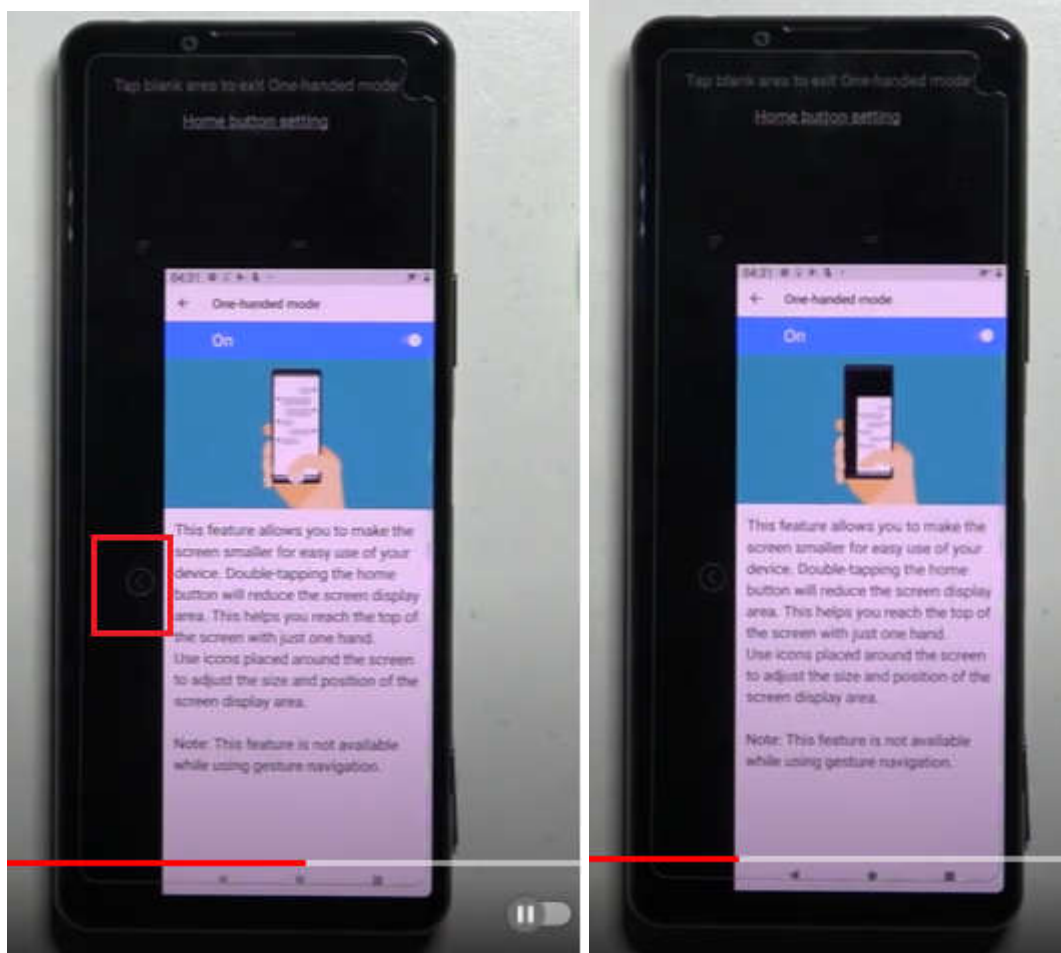 Tap blank area to exit One-handed mode
Home button setting
04:31
One-handed mode
On
This feature allows you to make the
screen smaller for easy use of your
device. Double-tapping the home
button will reduce the screen display
area. This helps you reach the top of
the screen with just one hand.
Use icons placed around the screen
to adjust the size and position of the
screen display area.
Note: This feature is not available
while using gesture navigation.
Tap blank area to exit One-handed mode
Home button setting
04:31
One-handed mode
On
This feature allows you to make the
screen smaller for easy use of your
device. Double-tapping the home
button will reduce the screen display
area. This helps you reach the top of
the screen with just one hand.
Use icons placed around the screen
to adjust the size and position of the
screen display area.
Note: This feature is not available
while using gesture navigation.